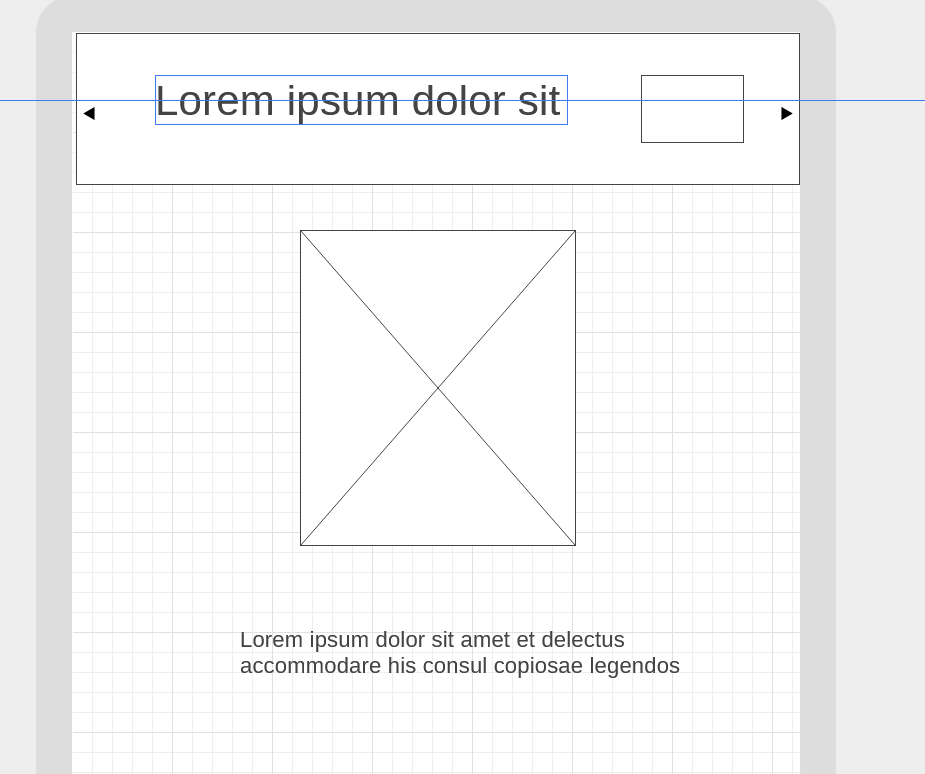 Lorem ipsum dolor sit
Lorem ipsum dolor sit amet et delectus
accommodare his consul copiosae legendos